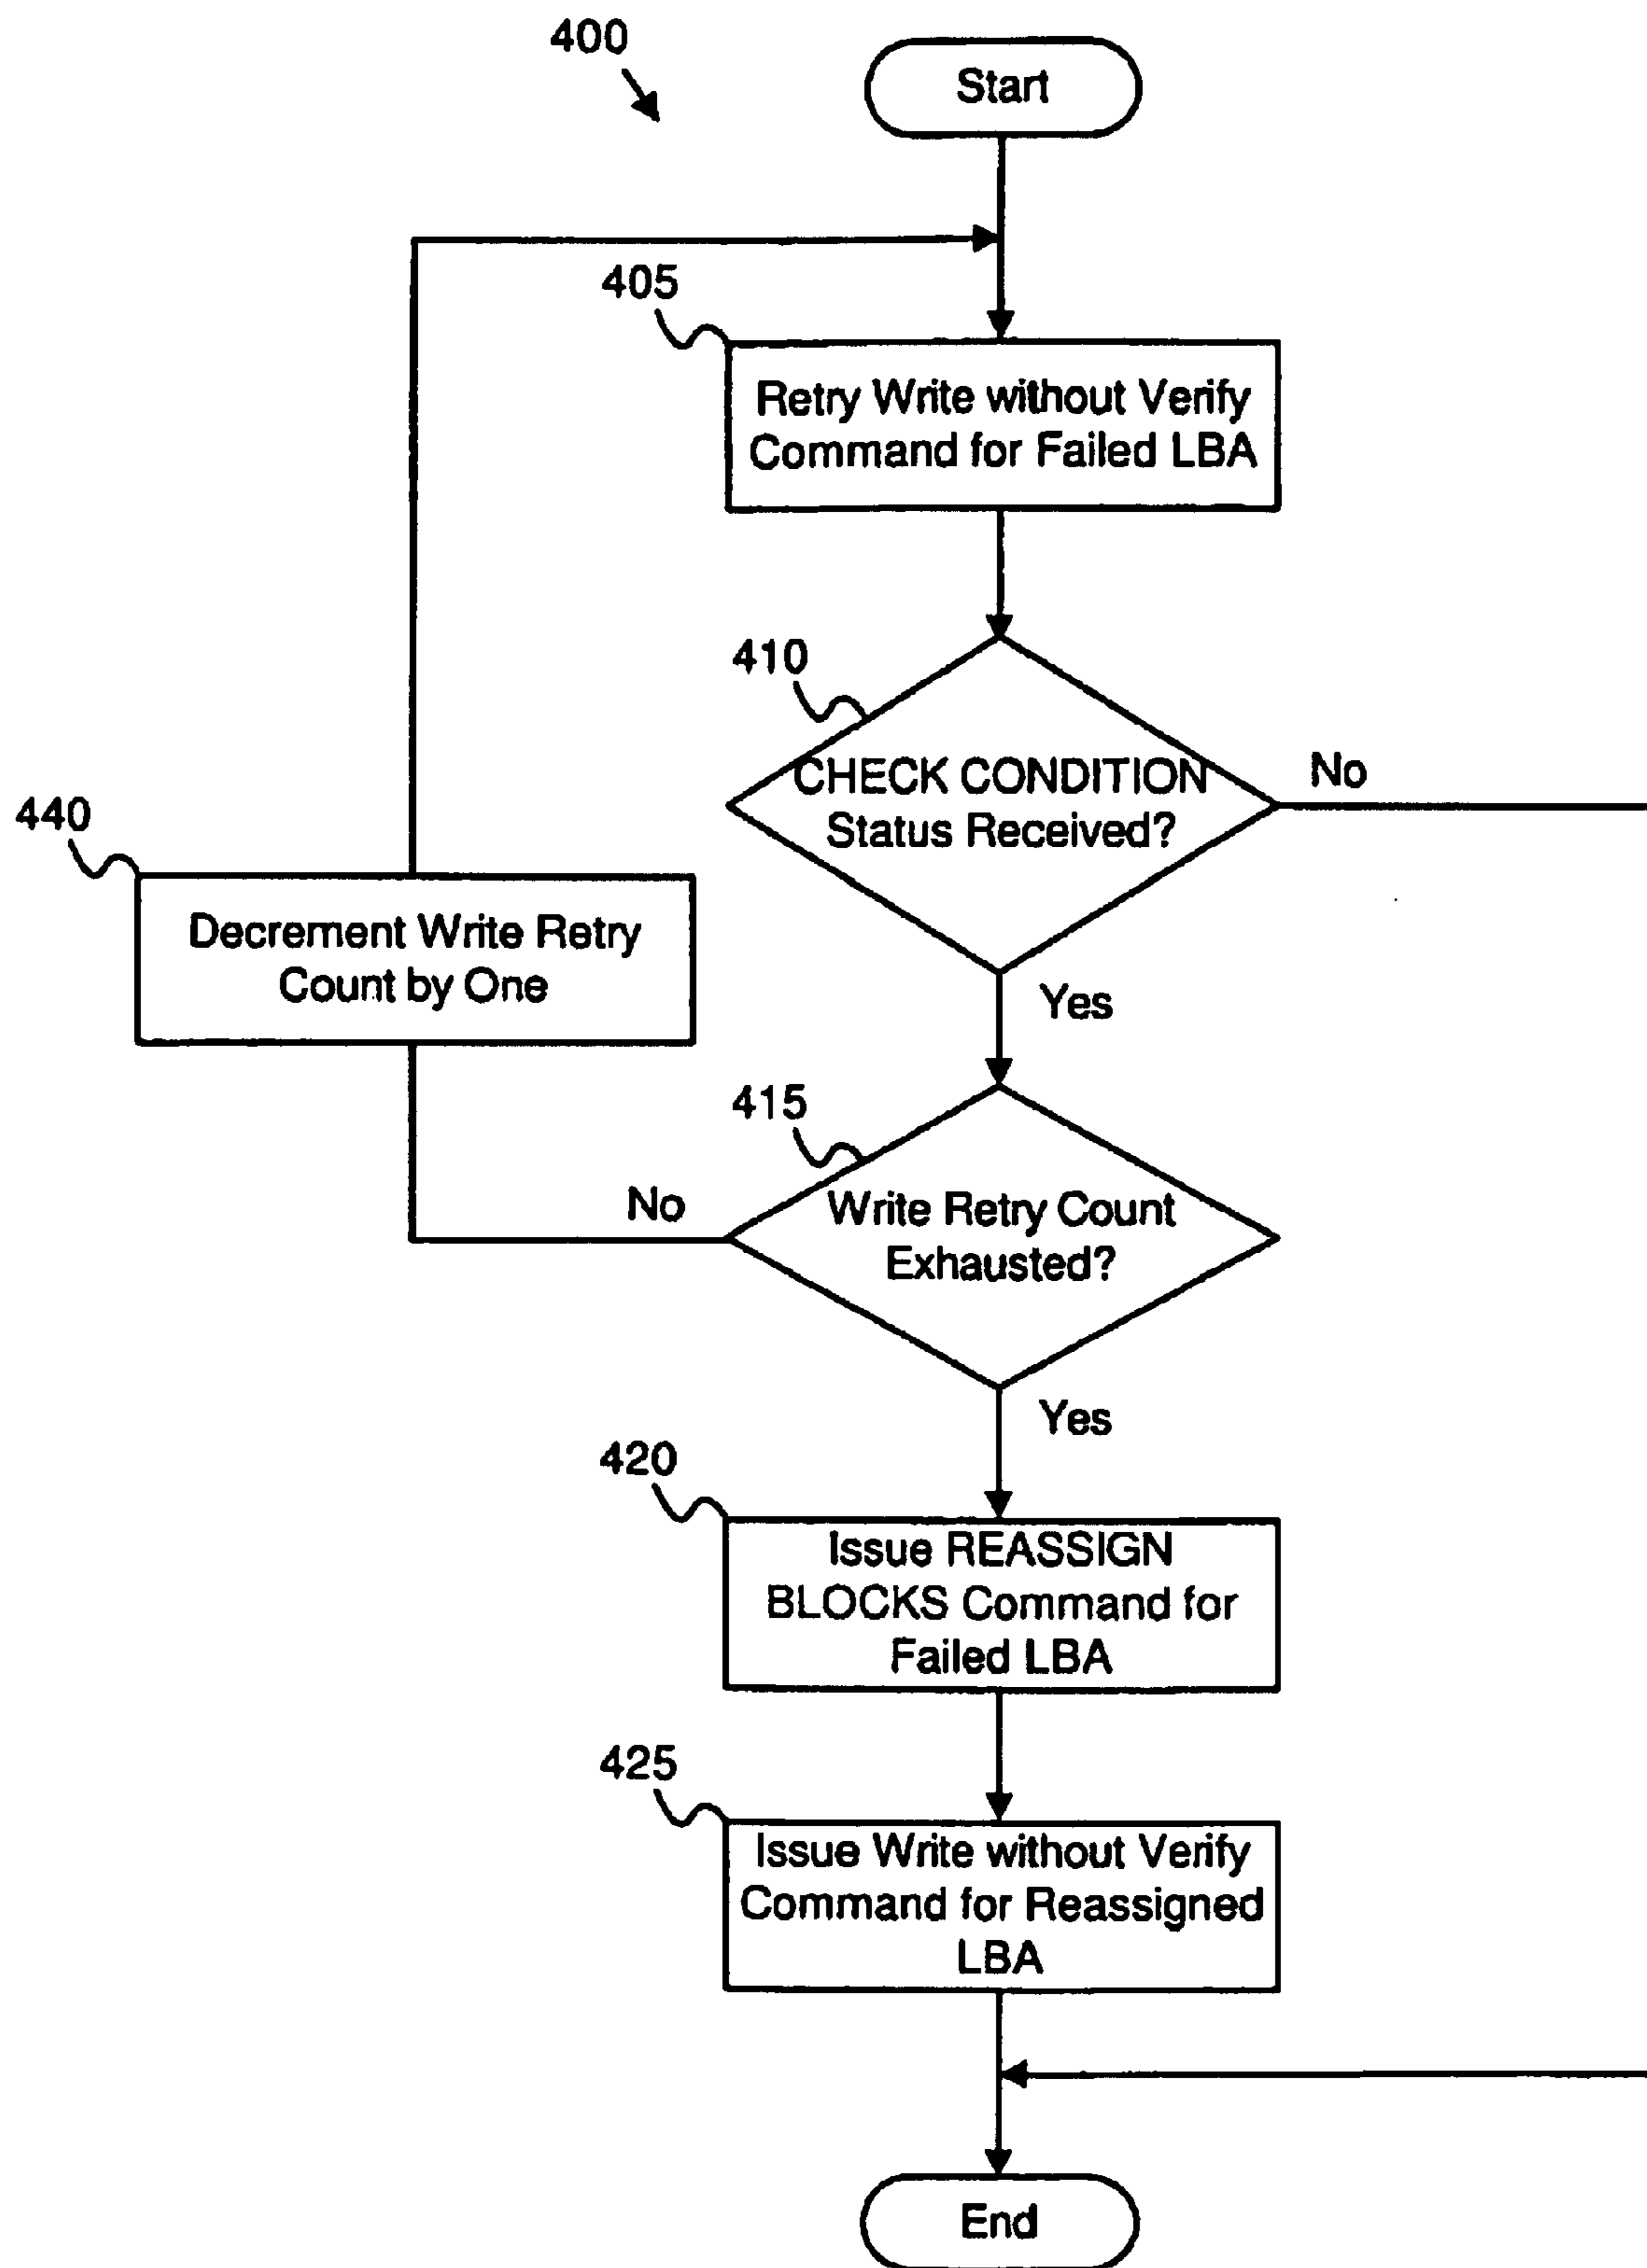 400
Start
405
Retry Write without Verify
Command for Failed LBA
410
CHECK CONDITION
Status Received?
No
440
Decrement Write Retry
Count by One
Yes
415
Write Retry Count
Exhausted?
No
Yes
420
Issue REASSIGN
BLOCKS Command for
Failed LBA
425
Issue Write without Verify
Command for Reassigned
LBA
End